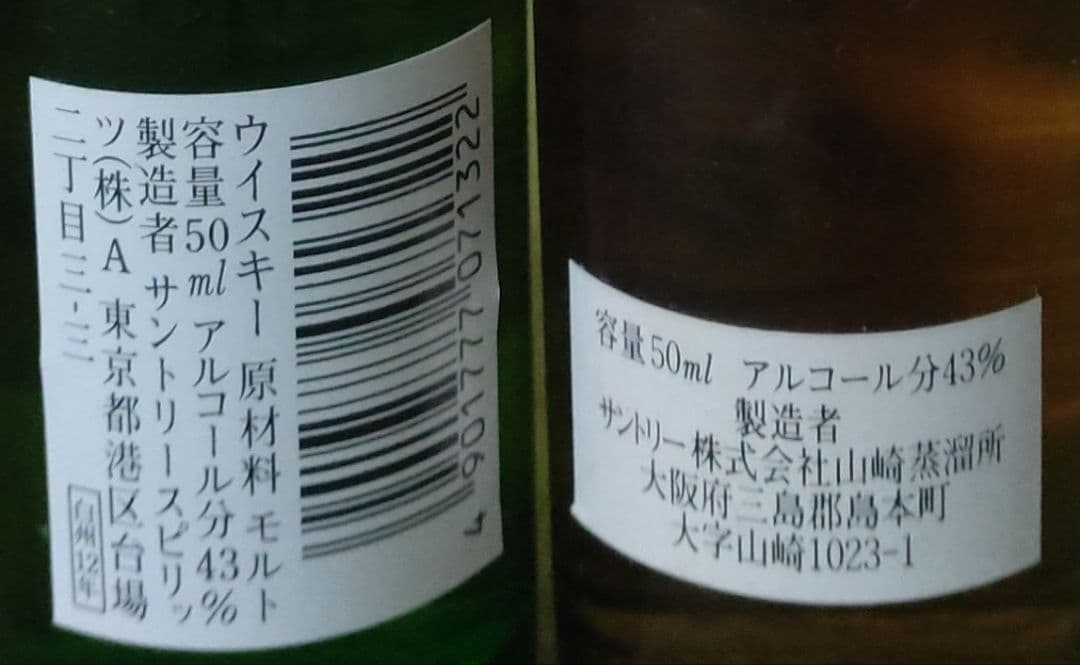 ウイスキー 原材料 モルト
容量50ml アルコール分43%
製造者 サントリースピリッ
ツ(株)A 東京都港区台場
二丁目三-三
白州12年
4 901777 071322
容量50ml アルコール分43%
製造者
サントリー株式会社山崎蒸溜所
大阪府三島郡島本町
大字山崎1023-1